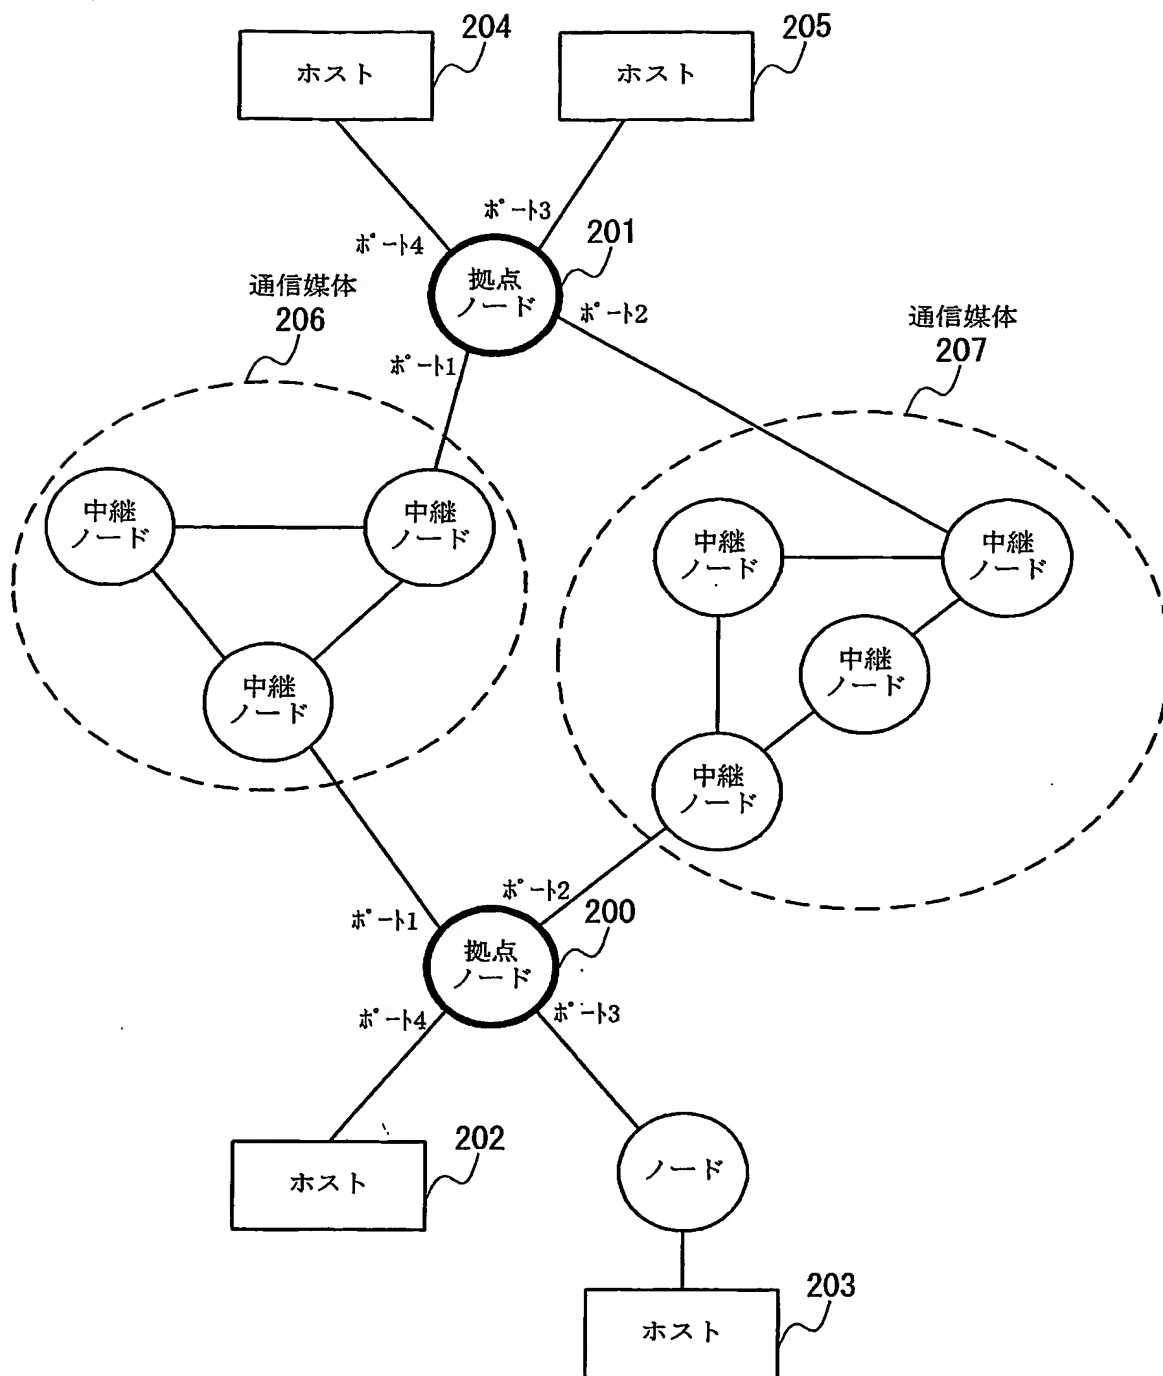 204
205
ホスト
ホスト
ポート3
ポート4
201
拠点
ノード
ポート2
通信媒体
206
通信媒体
207
ポート1
中継
ノード
中継
ノード
中継
ノード
中継
ノード
中継
ノード
中継
ノード
中継
ノード
ポート2
ポート1
200
拠点
ノード
ポート4
ポート3
202
ホスト
ノード
203
ホスト